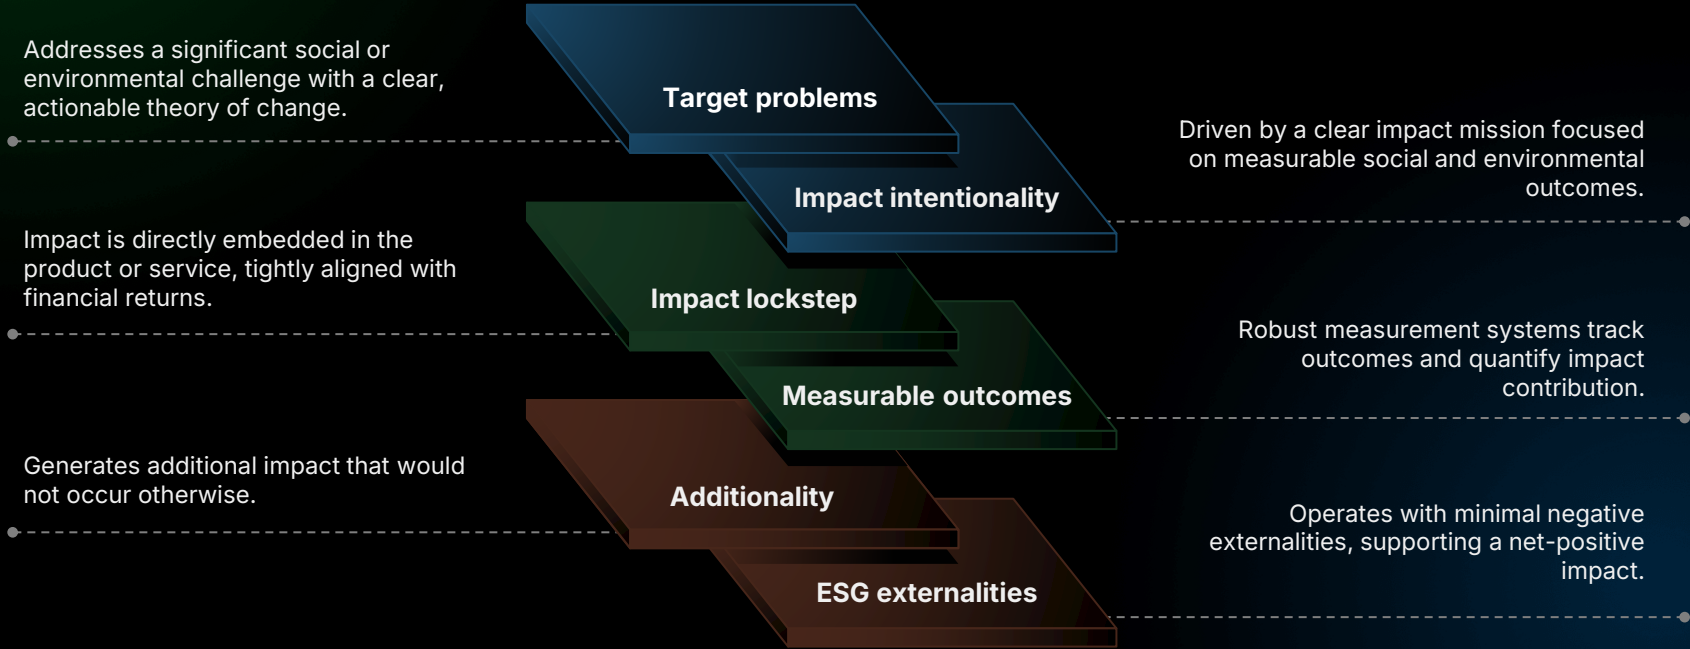 Addresses a significant social or
environmental challenge with a clear,
actionable theory of change.
Target problems
Driven by a clear impact mission focused
on measurable social and environmental
outcomes.
Impact intentionality
Impact is directly embedded in the
product or service, tightly aligned with
financial returns.
Impact lockstep
Robust measurement systems track
outcomes and quantify impact
contribution.
Measurable outcomes
Generates additional impact that would
not occur otherwise.
Additionality
Operates with minimal negative
externalities, supporting a net-positive
impact.
ESG externalities